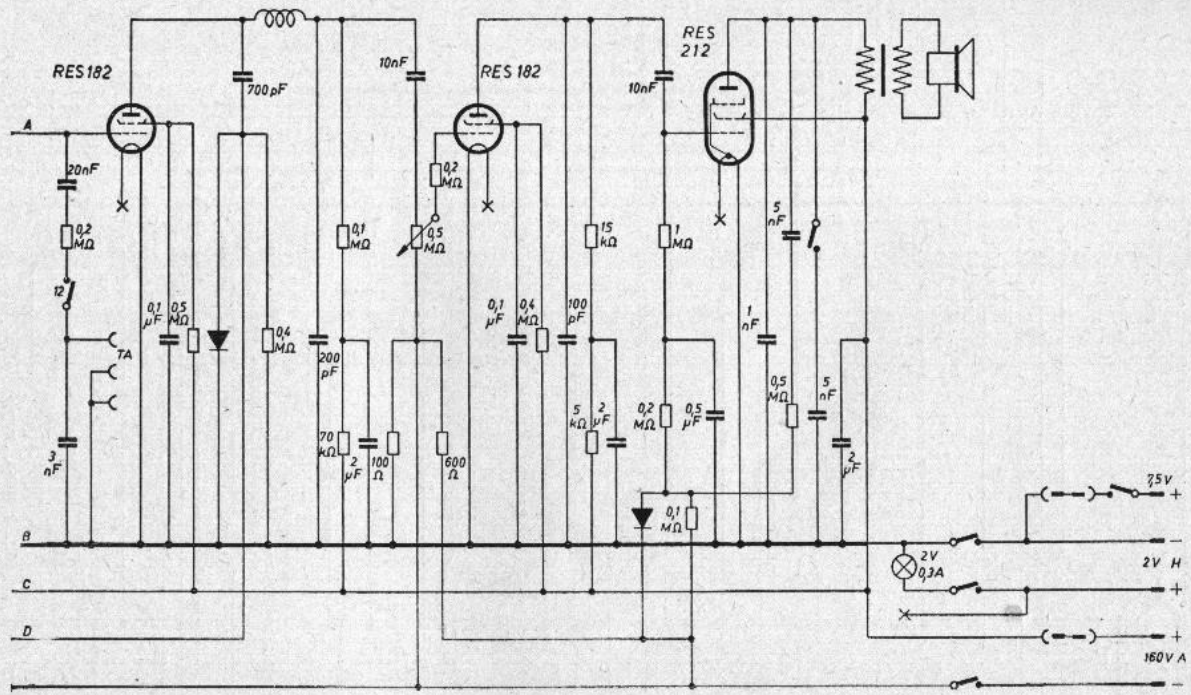 RES 182
700 pF
10nF
RES 182
10nF
RES
212
A
20nF
0,2
MΩ
12
TA
3
nF
0,1
µF
0,5
MΩ
0,4
MΩ
200
pF
0,1
MΩ
70
kΩ
2
µF
100
Ω
0,5
MΩ
600
Ω
0,2
MΩ
0,1
µF
0,4
MΩ
100
pF
15
kΩ
5
kΩ
2
µF
1
MΩ
0,2
MΩ
0,5
µF
0,1
MΩ
1
nF
5
nF
0,5
MΩ
5
nF
2
µF
B
C
D
2V
0,3A
7,5V
+
−
2V H
+
+
160V A
−